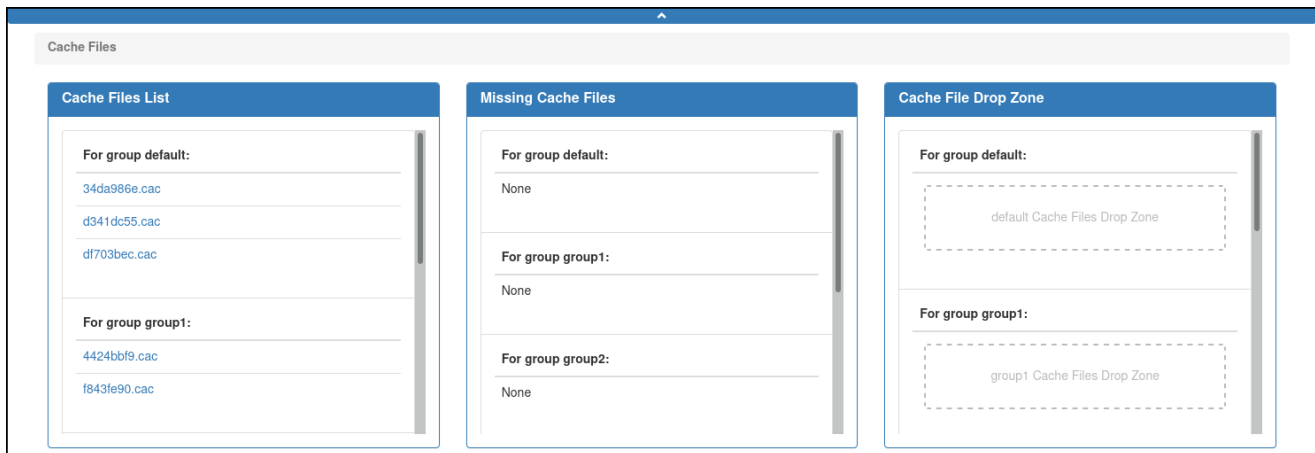 Cache Files
Cache Files List
For group default:
34da986e.cac
d341dc55.cac
df703bec.cac
For group group1:
4424bbf9.cac
f843fe90.cac
Missing Cache Files
For group default:
None
For group group1:
None
For group group2:
None
Cache File Drop Zone
For group default:
default Cache Files Drop Zone
For group group1:
group1 Cache Files Drop Zone